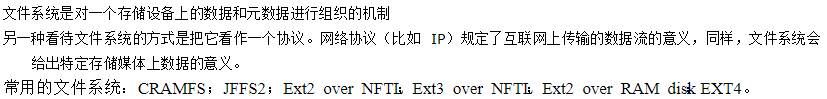 文件系统是对一个存储设备上的数据和元数据进行组织的机制
另一种看待文件系统的方式是把它看作一个协议。网络协议（比如 IP）规定了互联网上传输的数据流的意义，同样，文件系统会
给出特定存储媒体上数据的意义。
常用的文件系统：CRAMFS；JFFS2；Ext2 over NFTL；Ext3 over NFTL；Ext2 over RAM disk EXT4。